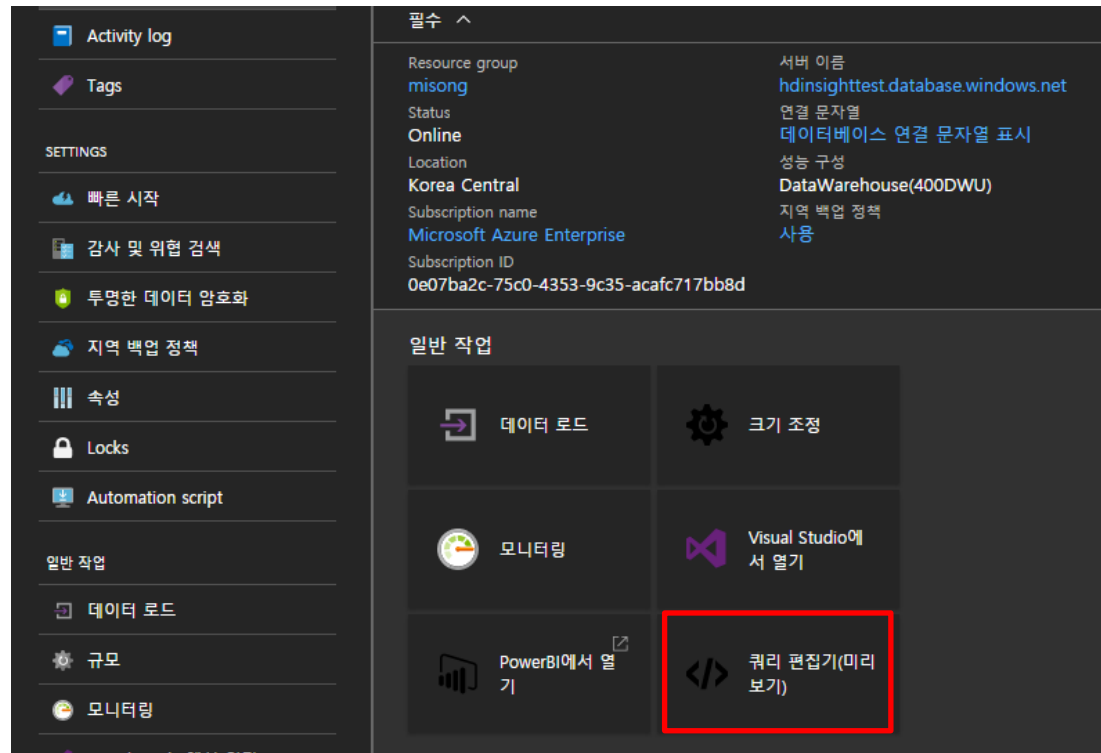 Activity log
Tags
SETTINGS
빠른 시작
감사 및 위협 검색
투명한 데이터 암호화
지역 백업 정책
속성
Locks
Automation script
일반 작업
데이터 로드
규모
모니터링
필수
Resource group
misong
Status
Online
Location
Korea Central
Subscription name
Microsoft Azure Enterprise
Subscription ID
0e07ba2c-75c0-4353-9c35-acafc717bb8d
서버 이름
hdinsighttest.database.windows.net
연결 문자열
데이터베이스 연결 문자열 표시
성능 구성
DataWarehouse(400DWU)
지역 백업 정책
사용
일반 작업
데이터 로드
크기 조정
모니터링
Visual Studio에
서 열기
PowerBI에서 열
기
쿼리 편집기(미리
보기)